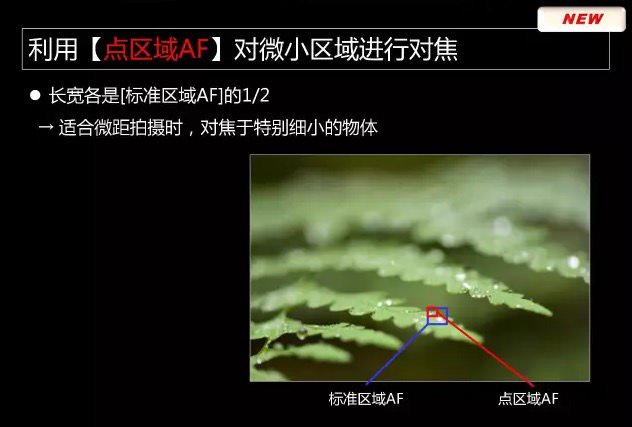 NEW
利用【点区域AF】对微小区域进行对焦
● 长宽各是[标准区域AF]的1/2
→ 适合微距拍摄时，对焦于特别细小的物体
标准区域AF 点区域AF